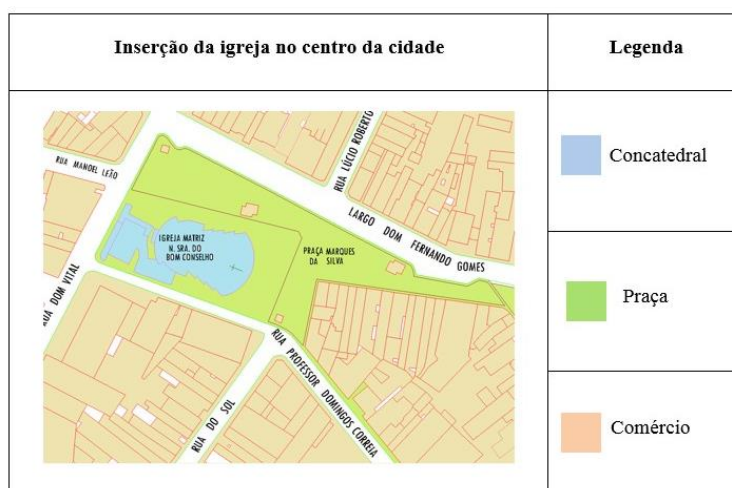 Inserção da igreja no centro da cidade
Legenda
RUA MANOEL LEÃO
RUA LÚCIO ROBERTO
LARGO DOM FERNANDO GOMES
IGREJA MATRIZ
N. SRA. DO
BOM CONSELHO
PRAÇA MARQUES
DA SILVA
RUA DOM VITAL
RUA DO SOL
RUA PROFESSOR DOMINGOS CORREIA
Concatedral
Praça
Comércio